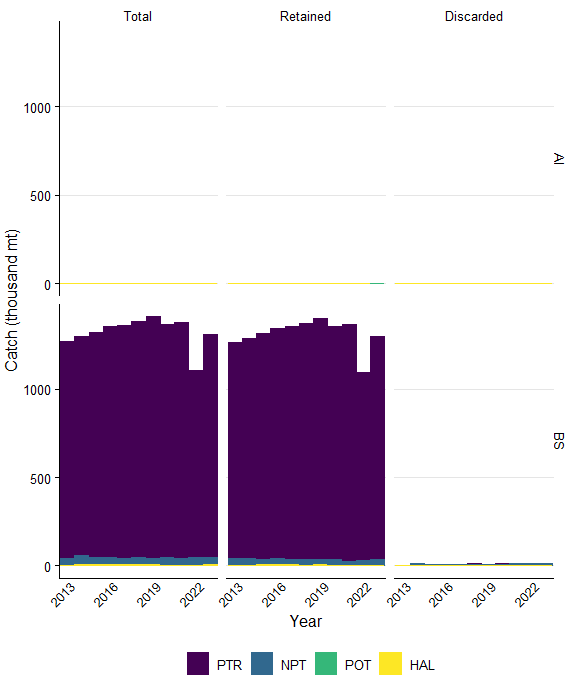 Total Retained Discarded
1000
500
0
AI
Catch (thousand mt)
1000
500
0
BS
2013 2016 2019 2022 2013 2016 2019 2022 2013 2016 2019 2022
Year
PTR NPT POT HAL